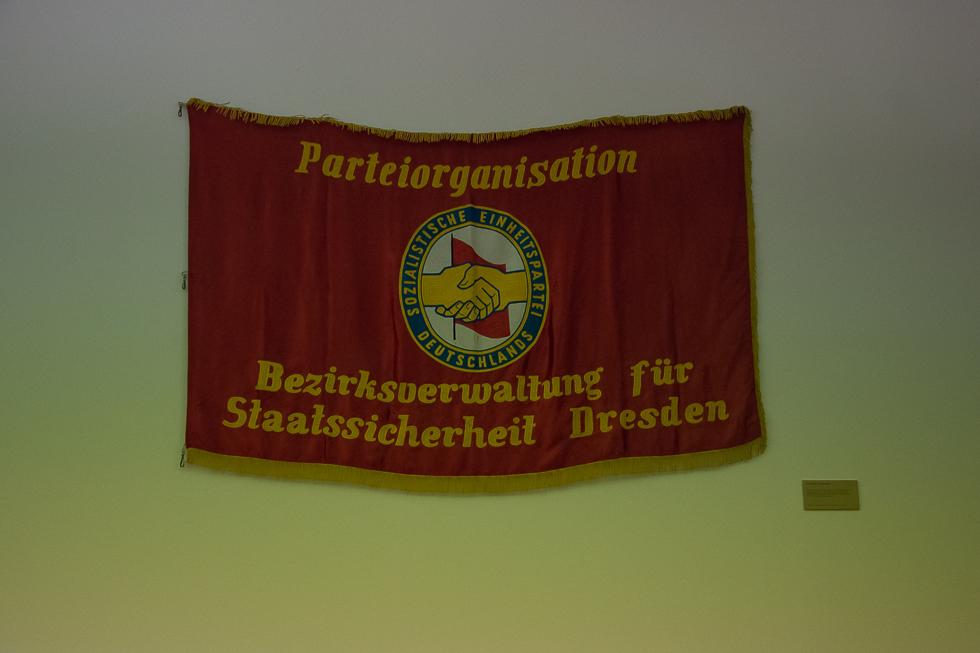 Parteiorganisation
SOZIALISTISCHE EINHEITSPARTEI
DEUTSCHLANDS
Bezirksverwaltung für
Staatssicherheit Dresden